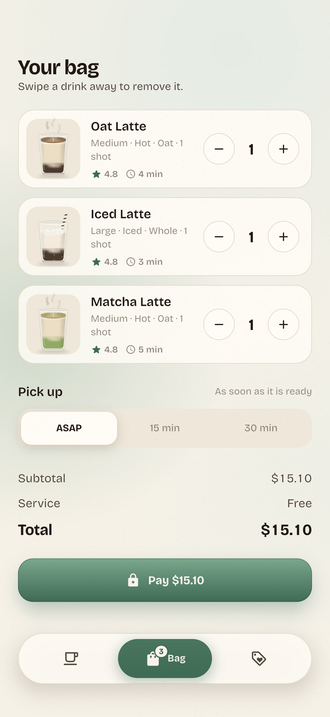 Your bag
Swipe a drink away to remove it.
Oat Latte
Medium · Hot · Oat · 1
shot
4.8 4 min
1
Iced Latte
Large · Iced · Whole · 1
shot
4.8 3 min
1
Matcha Latte
Medium · Hot · Oat · 1
shot
4.8 5 min
1
Pick up As soon as it is ready
ASAP 15 min 30 min
Subtotal $15.10
Service Free
Total $15.10
Pay $15.10
3
Bag